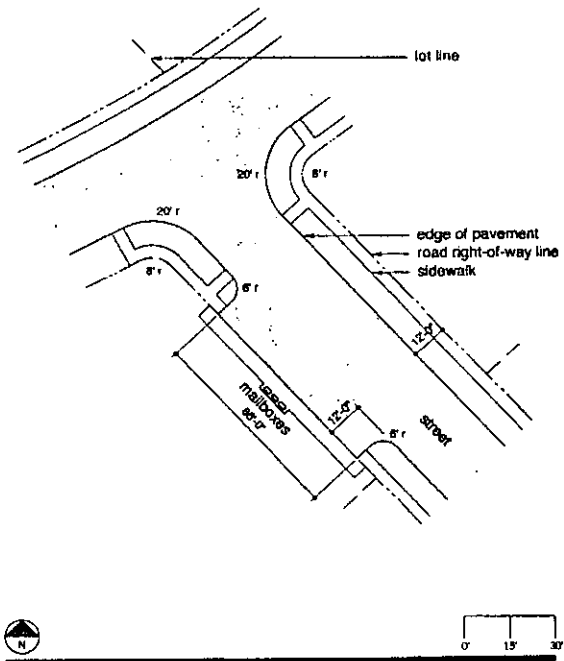 lot line
20' r
8' r
20' r
edge of pavement
road right-of-way line
sidewalk
8' r
6' r
12'-0"
mailboxes
12'-0"
6' r
street
N
0'
15'
30'